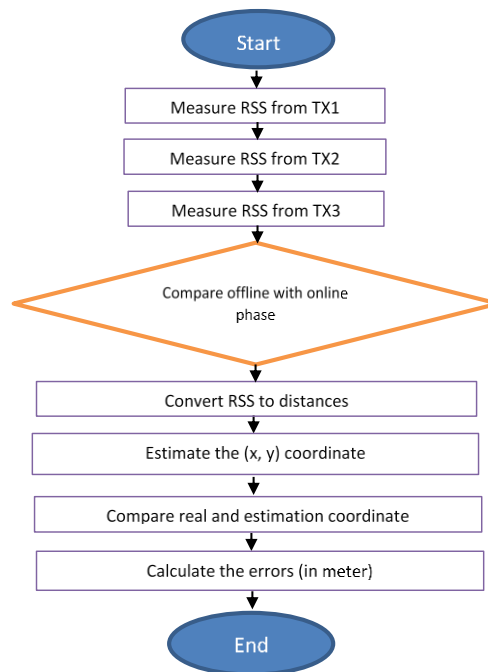 Start
Measure RSS from TX1
Measure RSS from TX2
Measure RSS from TX3
Compare offline with online
phase
Convert RSS to distances
Estimate the (x, y) coordinate
Compare real and estimation coordinate
Calculate the errors (in meter)
End